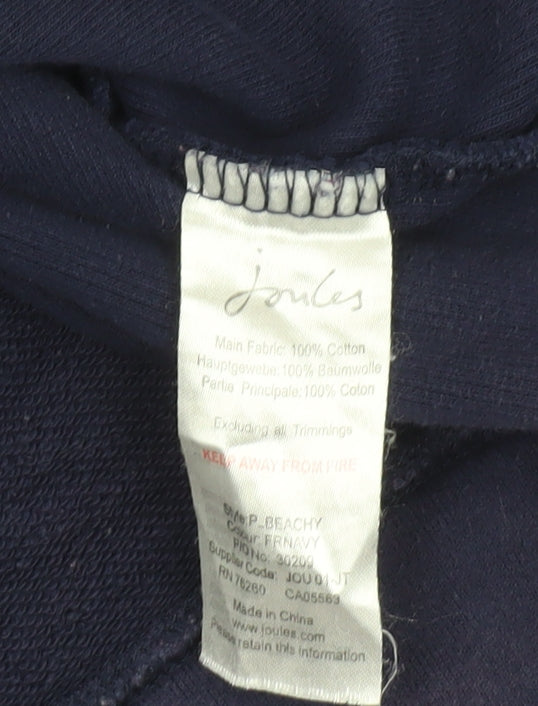 Joules
Main Fabric: 100% Cotton
Hauptgewebe:100% Baumwolle
Partie Principale:100% Coton
Excluding all Trimmings
KEEP AWAY FROM FIRE
Style:P_BEACHY
Colour: FRNAVY
P/O No: 30209
Supplier Code: JOU 01-JT
RN 76260 CA05563
Made in China
www.joules.com
Please retain this information